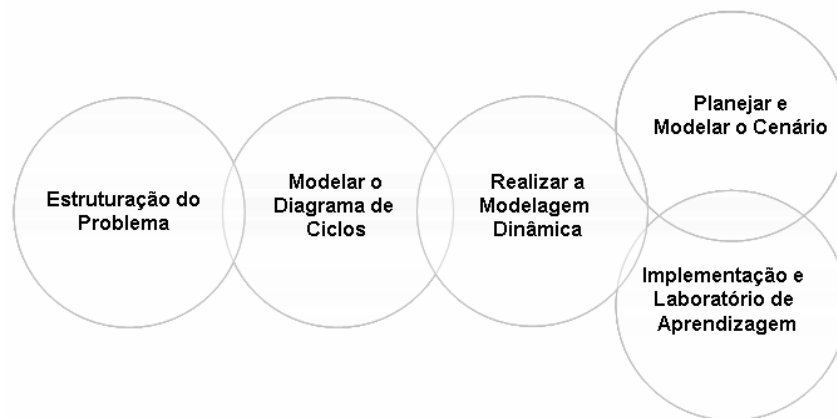 Estruturação do
Problema
Modelar o
Diagrama de
Ciclos
Realizar a
Modelagem
Dinâmica
Planejar e
Modelar o Cenário
Implementação e
Laboratório de
Aprendizagem